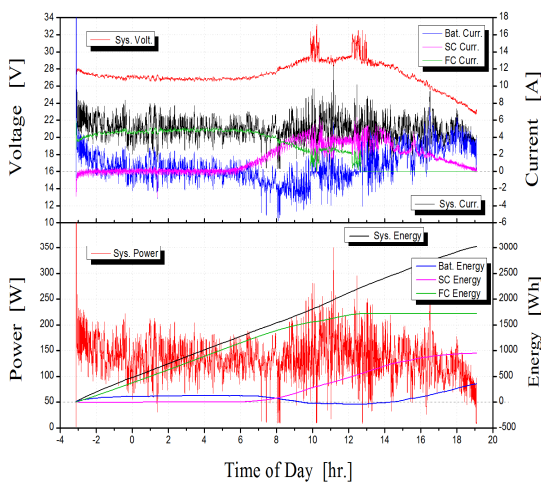 34
32
30
28
26
24
22
20
18
16
14
12
10
Voltage [V]
Sys. Volt.
Bat. Curr.
SC Curr.
FC Curr.
Sys. Curr.
18
16
14
12
10
8
6
4
2
0
-2
-4
-6
Current [A]
350
300
250
200
150
100
50
0
Power [W]
Sys. Power
Sys. Energy
Bat. Energy
SC Energy
FC Energy
3000
2500
2000
1500
1000
500
0
-500
Energy [Wh]
-4 -2 0 2 4 6 8 10 12 14 16 18 20
Time of Day [hr.]